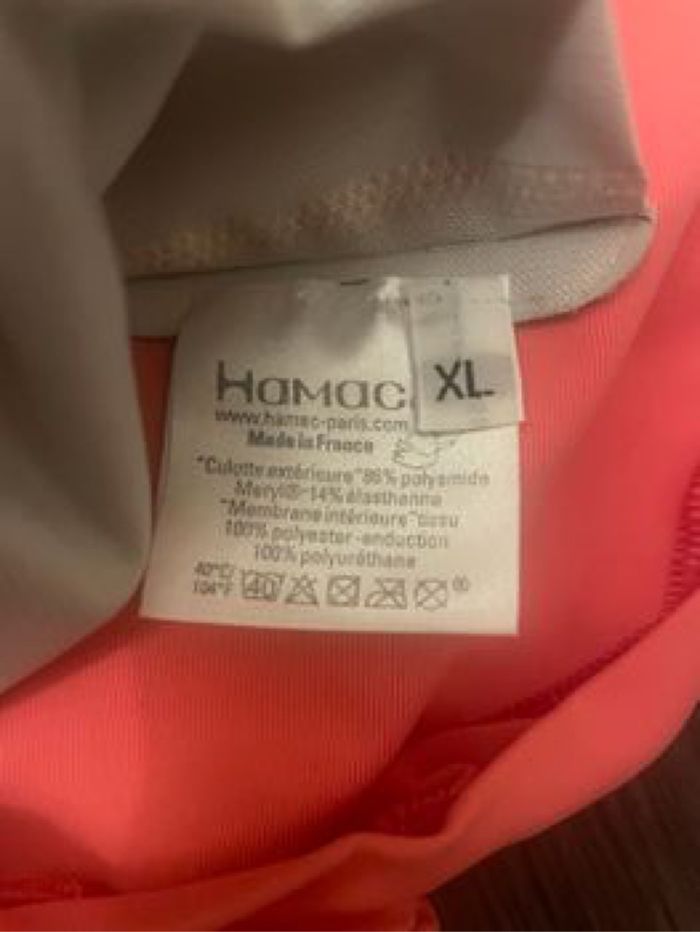 Hamac
XL
www.hamac-paris.com
Made in France
"Culotte extérieure" 86% polyamide
Meryl®-14% élasthanne
"Membrane intérieure" tissu
100% polyester-enduction
100% polyuréthane
40°C/
104°F 40 ®